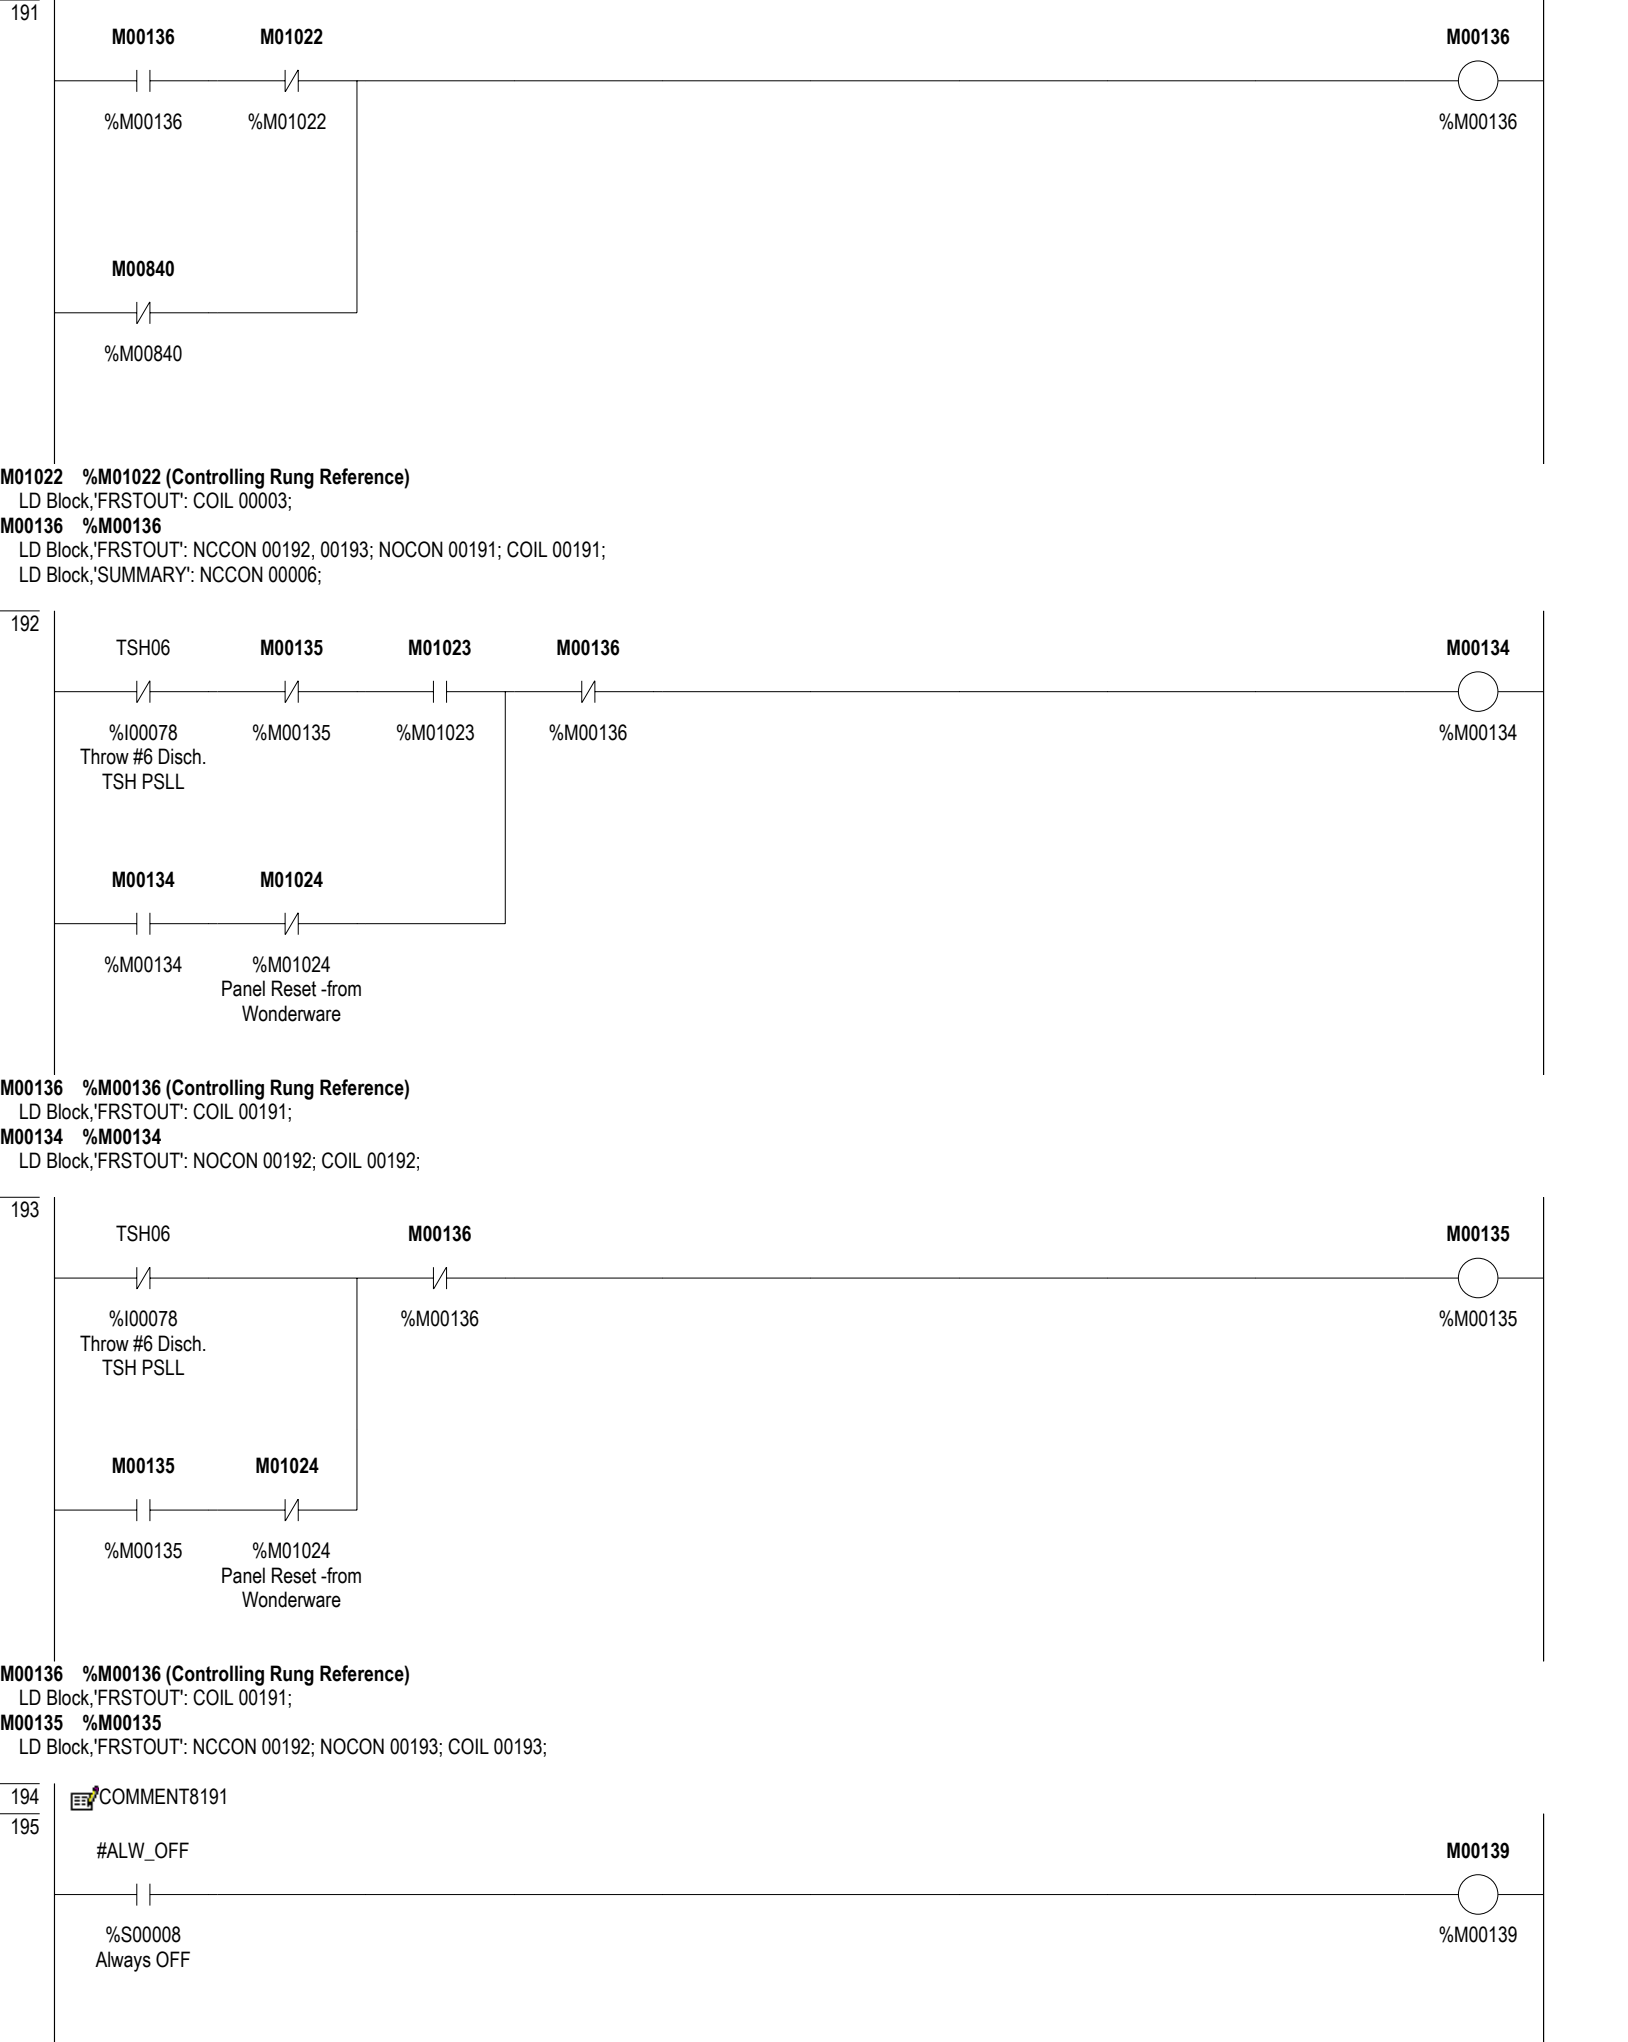 191
M00136 M01022 M00136
%M00136 %M01022 %M00136
M00840
%M00840
M01022 %M01022 (Controlling Rung Reference)
LD Block,'FRSTOUT': COIL 00003;
M00136 %M00136
LD Block,'FRSTOUT': NCCON 00192, 00193; NOCON 00191; COIL 00191;
LD Block,'SUMMARY': NCCON 00006;
192
TSH06 M00135 M01023 M00136 M00134
%I00078 %M00135 %M01023 %M00136 %M00134
Throw #6 Disch.
TSH PSLL
M00134 M01024
%M00134 %M01024
Panel Reset -from
Wonderware
M00136 %M00136 (Controlling Rung Reference)
LD Block,'FRSTOUT': COIL 00191;
M00134 %M00134
LD Block,'FRSTOUT': NOCON 00192; COIL 00192;
193
TSH06 M00136 M00135
%I00078 %M00136 %M00135
Throw #6 Disch.
TSH PSLL
M00135 M01024
%M00135 %M01024
Panel Reset -from
Wonderware
M00136 %M00136 (Controlling Rung Reference)
LD Block,'FRSTOUT': COIL 00191;
M00135 %M00135
LD Block,'FRSTOUT': NCCON 00192; NOCON 00193; COIL 00193;
194 COMMENT8191
195
#ALW_OFF M00139
%S00008 %M00139
Always OFF